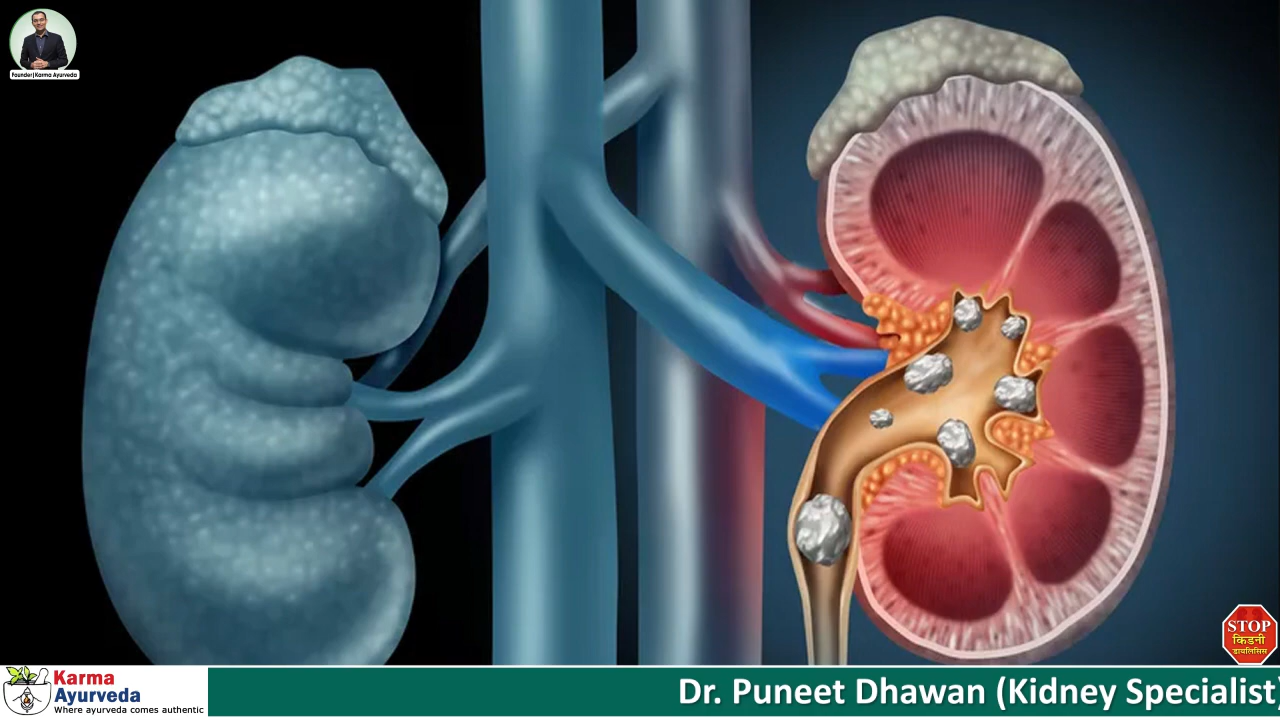 Founder|Karma Ayurveda
STOP
किडनी
डायलिसिस
Karma
Ayurveda
Where ayurveda comes authentic
Dr. Puneet Dhawan (Kidney Specialist)